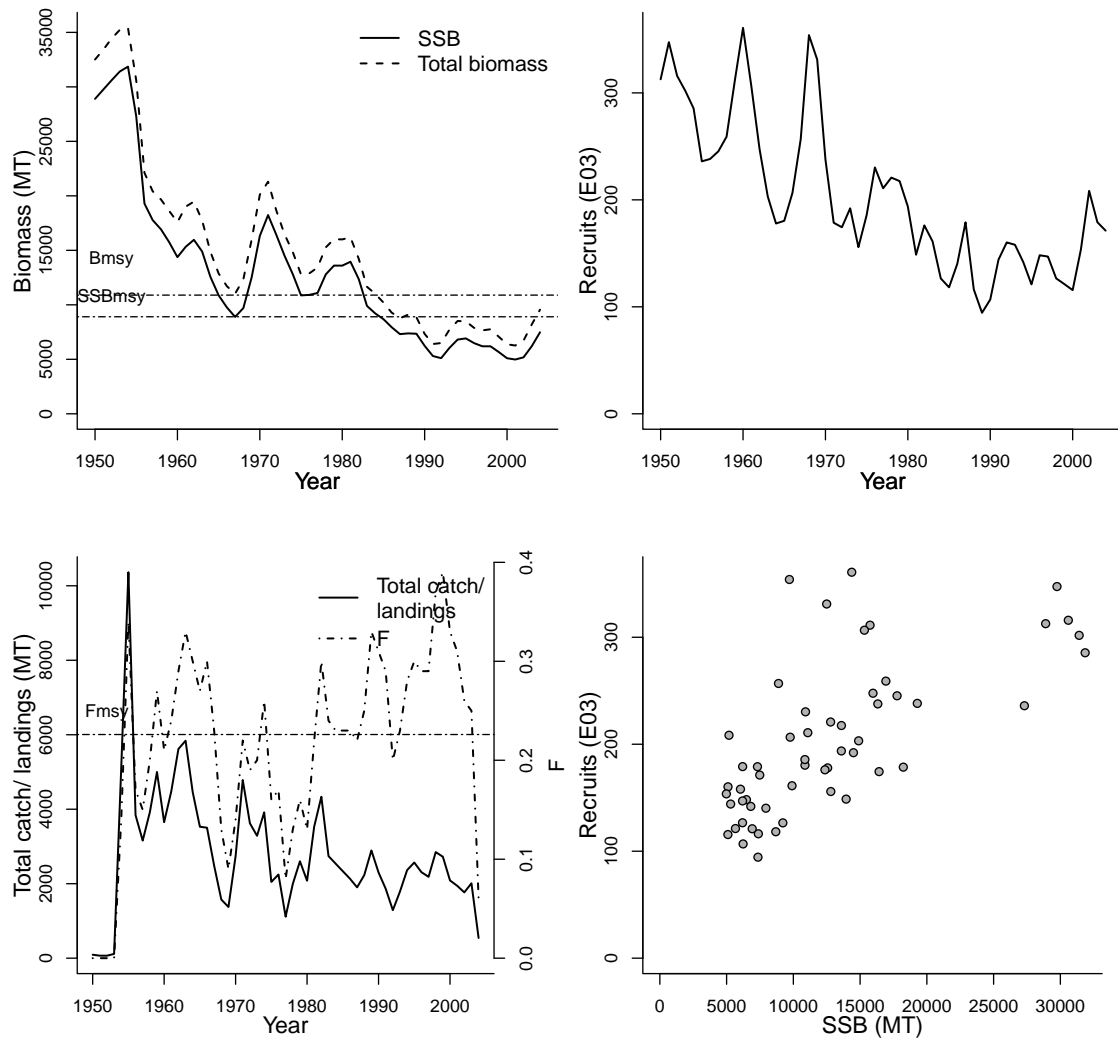 SSB
Total biomass
Biomass (MT)
35000
25000
15000
5000
0
Bmsy
SSBmsy
1950 1960 1970 1980 1990 2000
Year
Recruits (E03)
300
200
100
0
1950 1960 1970 1980 1990 2000
Year
Total catch/
landings
F
Total catch/ landings (MT)
10000
8000
6000
4000
2000
0
Fmsy
0.4
0.3
0.2
0.1
0.0
F
1950 1960 1970 1980 1990 2000
Year
Recruits (E03)
300
200
100
0
0 5000 10000 15000 20000 25000 30000
SSB (MT)